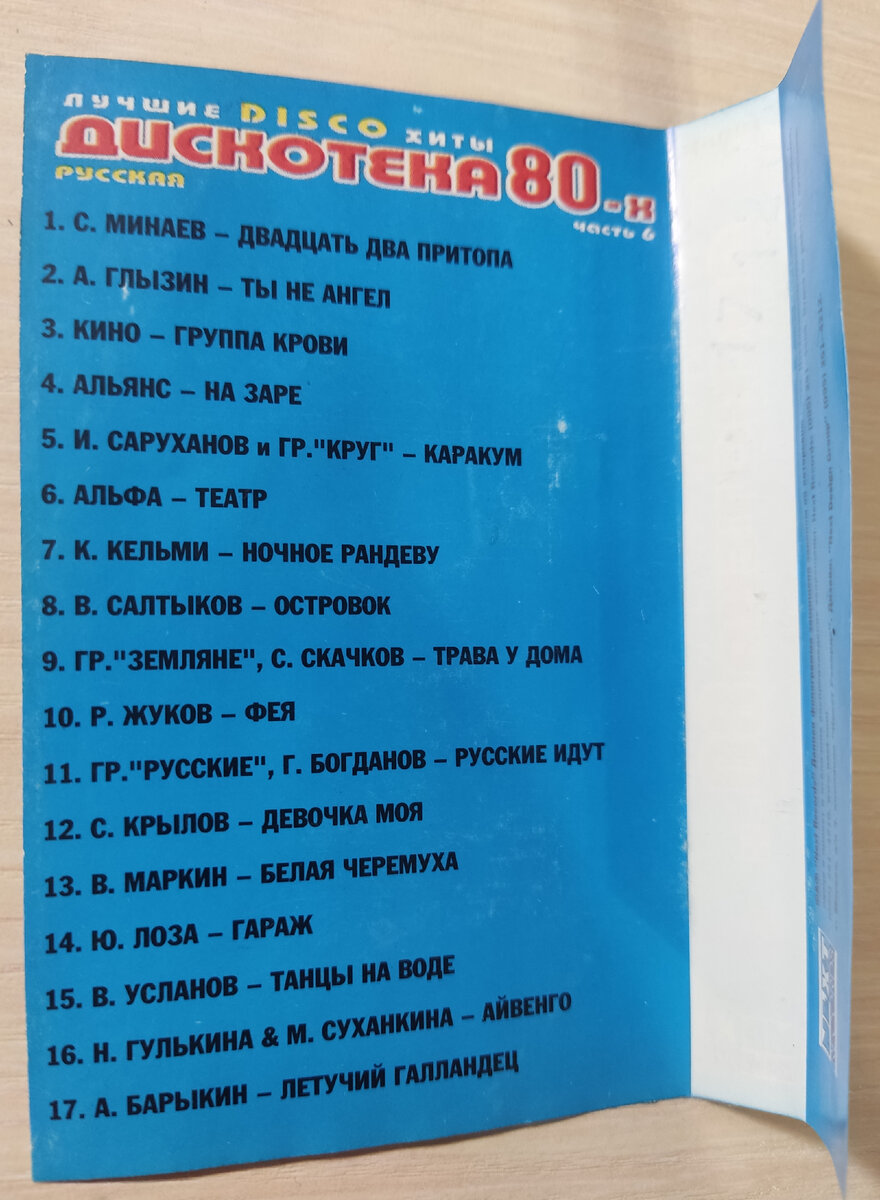 ЛУЧШИЕ DISCO ХИТЫ
ДИСКОТЕКА 80-Х
РУССКАЯ
часть 6
1. С. МИНАЕВ – ДВАДЦАТЬ ДВА ПРИТОПА
2. А. ГЛЫЗИН – ТЫ НЕ АНГЕЛ
3. КИНО – ГРУППА КРОВИ
4. АЛЬЯНС – НА ЗАРЕ
5. И. САРУХАНОВ и ГР."КРУГ" – КАРАКУМ
6. АЛЬФА – ТЕАТР
7. К. КЕЛЬМИ – НОЧНОЕ РАНДЕВУ
8. В. САЛТЫКОВ – ОСТРОВОК
9. ГР."ЗЕМЛЯНЕ", С. СКАЧКОВ – ТРАВА У ДОМА
10. Р. ЖУКОВ – ФЕЯ
11. ГР."РУССКИЕ", Г. БОГДАНОВ – РУССКИЕ ИДУТ
12. С. КРЫЛОВ – ДЕВОЧКА МОЯ
13. В. МАРКИН – БЕЛАЯ ЧЕРЕМУХА
14. Ю. ЛОЗА – ГАРАЖ
15. В. УСЛАНОВ – ТАНЦЫ НА ВОДЕ
16. Н. ГУЛЬКИНА & М. СУХАНКИНА – АЙВЕНГО
17. А. БАРЫКИН – ЛЕТУЧИЙ ГАЛЛАНДЕЦ